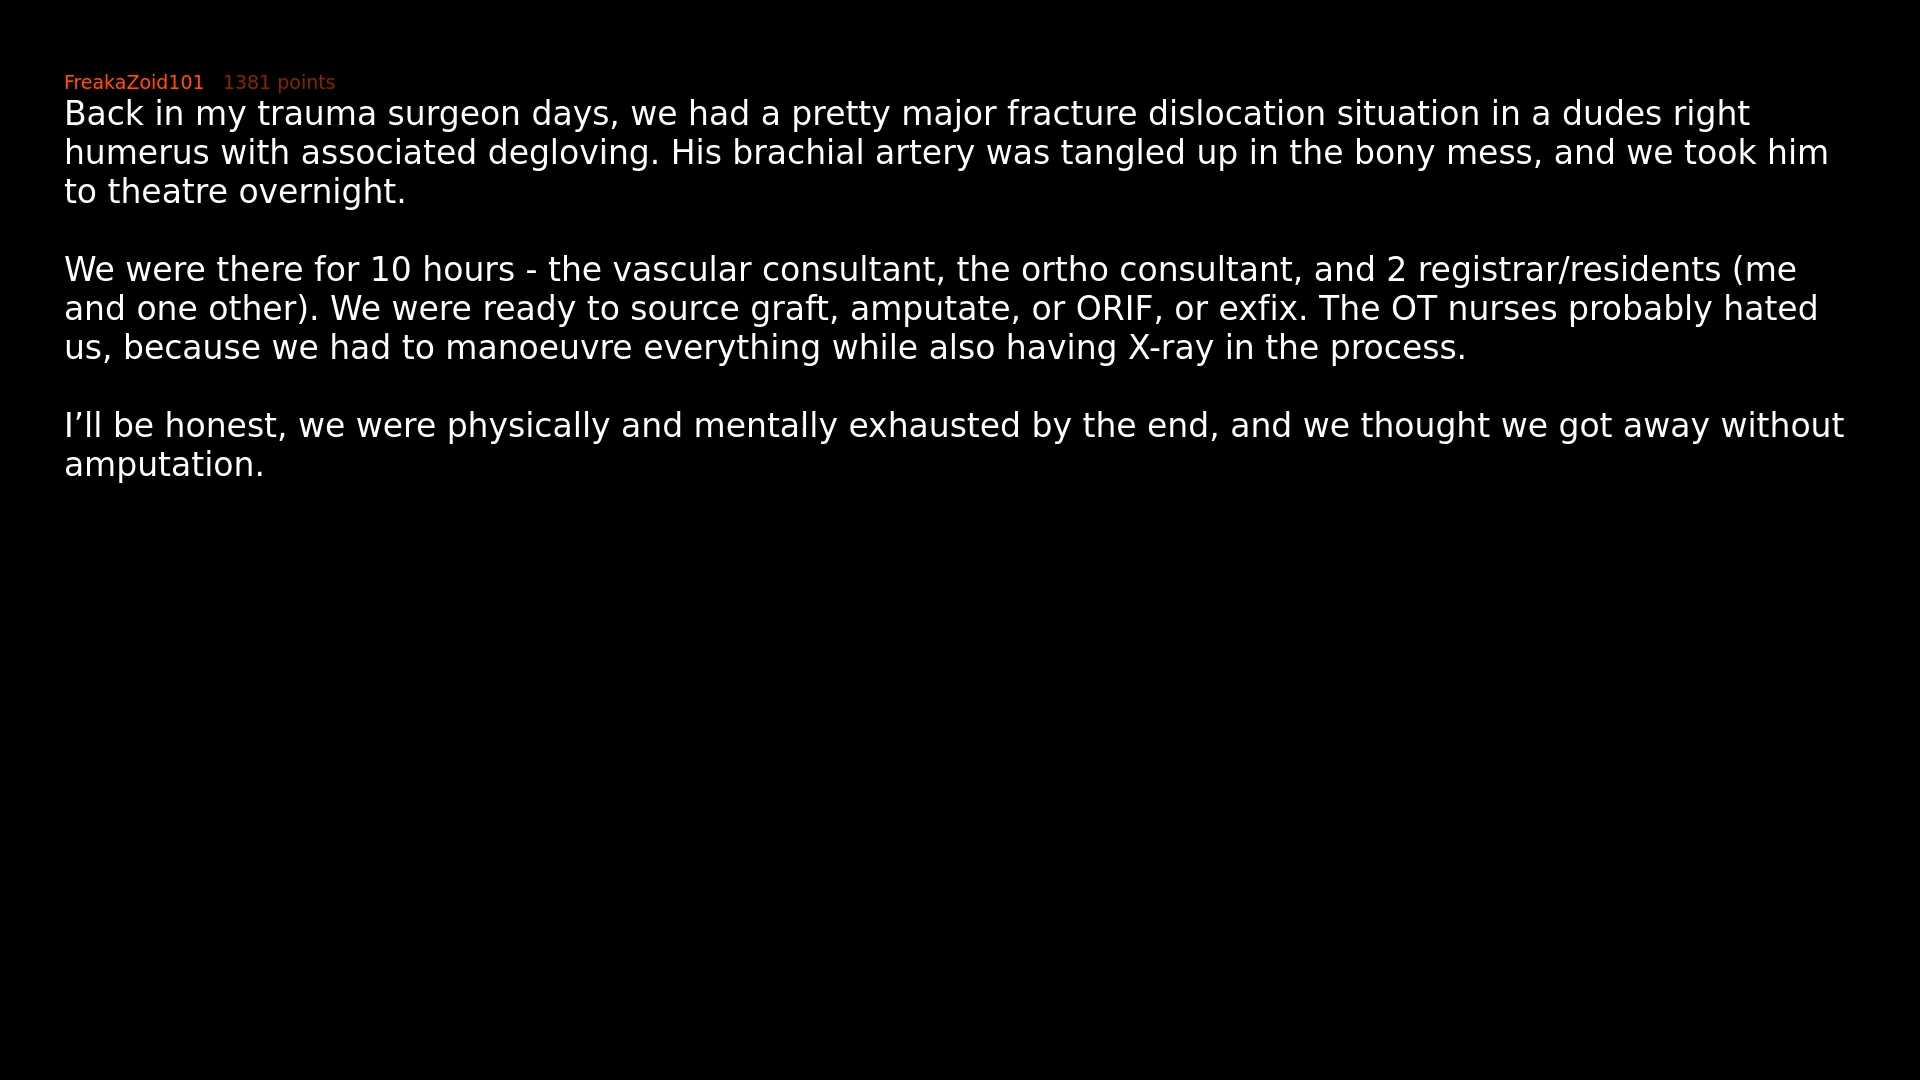 FreakaZoid101 1381 points
Back in my trauma surgeon days, we had a pretty major fracture dislocation situation in a dudes right
humerus with associated degloving. His brachial artery was tangled up in the bony mess, and we took him
to theatre overnight.
We were there for 10 hours - the vascular consultant, the ortho consultant, and 2 registrar/residents (me
and one other). We were ready to source graft, amputate, or ORIF, or exfix. The OT nurses probably hated
us, because we had to manoeuvre everything while also having X-ray in the process.
I’ll be honest, we were physically and mentally exhausted by the end, and we thought we got away without
amputation.